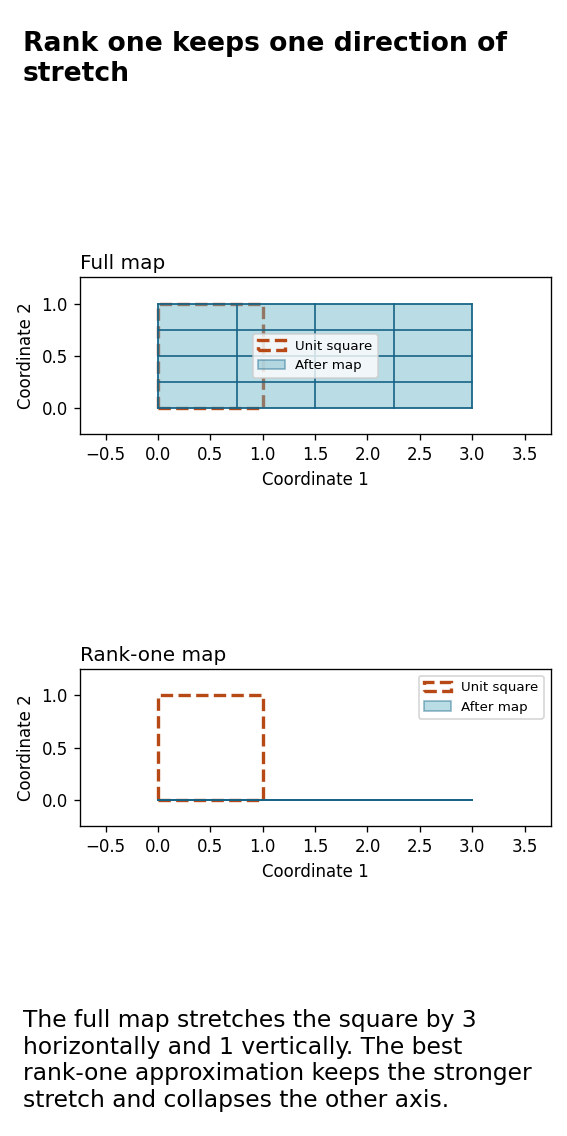 Rank one keeps one direction of
stretch
Full map
Coordinate 2
1.0
0.5
0.0
Unit square
After map
−0.5 0.0 0.5 1.0 1.5 2.0 2.5 3.0 3.5
Coordinate 1
Rank-one map
Coordinate 2
1.0
0.5
0.0
Unit square
After map
−0.5 0.0 0.5 1.0 1.5 2.0 2.5 3.0 3.5
Coordinate 1
The full map stretches the square by 3
horizontally and 1 vertically. The best
rank-one approximation keeps the stronger
stretch and collapses the other axis.